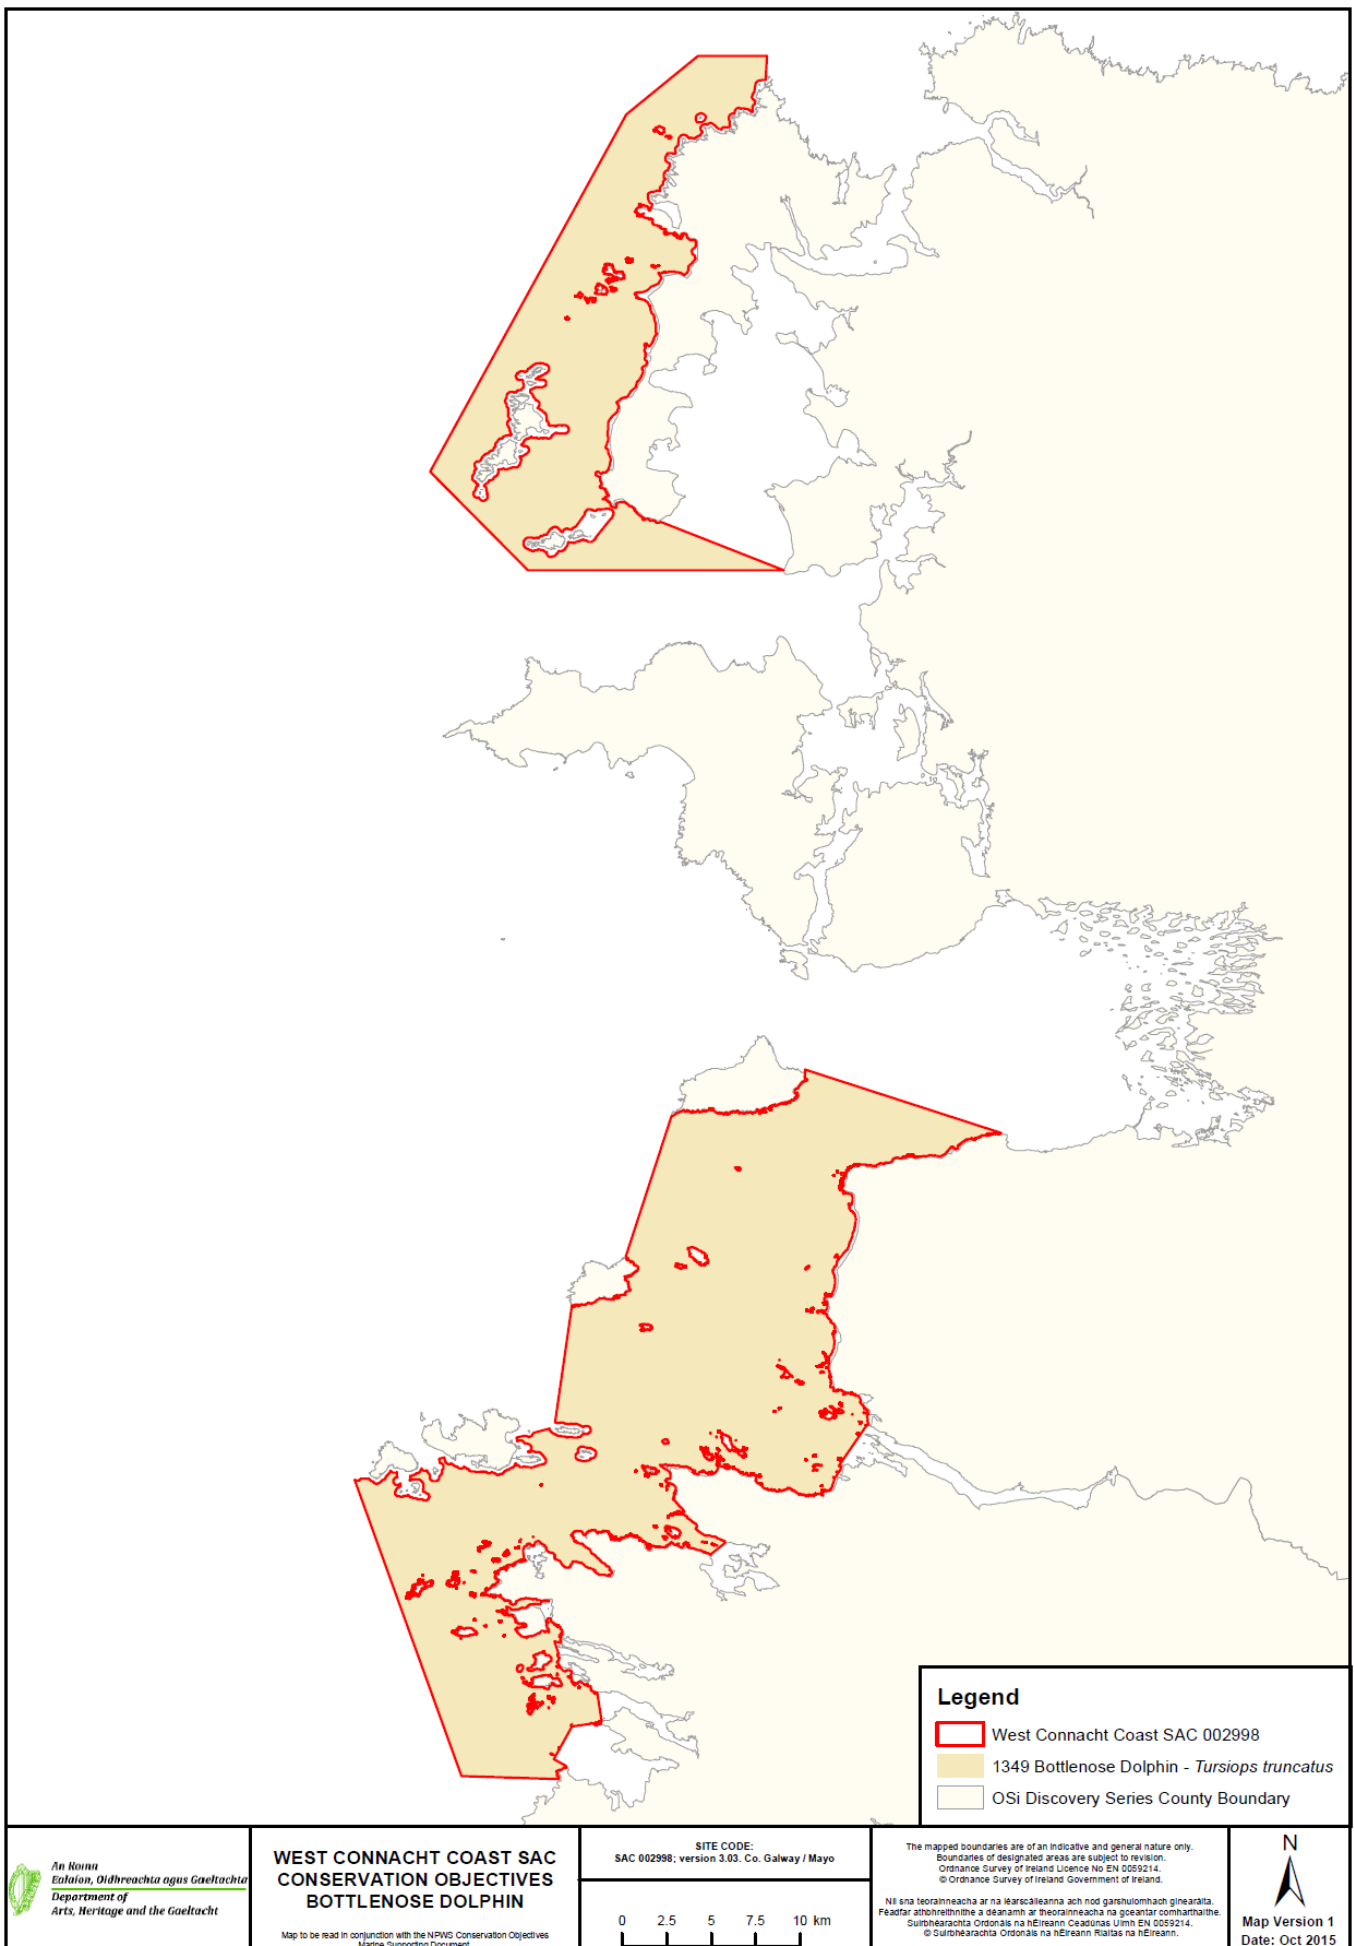 Legend
West Connacht Coast SAC 002998
1349 Bottlenose Dolphin - Tursiops truncatus
OSi Discovery Series County Boundary
An Roinn
Ealaíon, Oidhreachta agus Gaeltachta
Department of
Arts, Heritage and the Gaeltacht
WEST CONNACHT COAST SAC
CONSERVATION OBJECTIVES
BOTTLENOSE DOLPHIN
Map to be read in conjunction with the NPWS Conservation Objectives
Marine Supporting Document
SITE CODE:
SAC 002998; version 3.03. Co. Galway / Mayo
0 2.5 5 7.5 10 km
The mapped boundaries are of an indicative and general nature only.
Boundaries of designated areas are subject to revision.
Ordnance Survey of Ireland Licence No EN 0059214.
© Ordnance Survey of Ireland Government of Ireland.
Níl sna teorainneacha ar na léarscáileanna ach nod garshuiomhach ginearálta.
Féadfar athbhreithnithe a déanamh ar theorainneacha na gceantar comharthaithe.
Suirbhéarachta Ordonáis na hÉireann Ceadúnas Uimh EN 0059214.
© Suirbhéarachta Ordonáis na hÉireann Rialtas na hÉireann.
N
Map Version 1
Date: Oct 2015